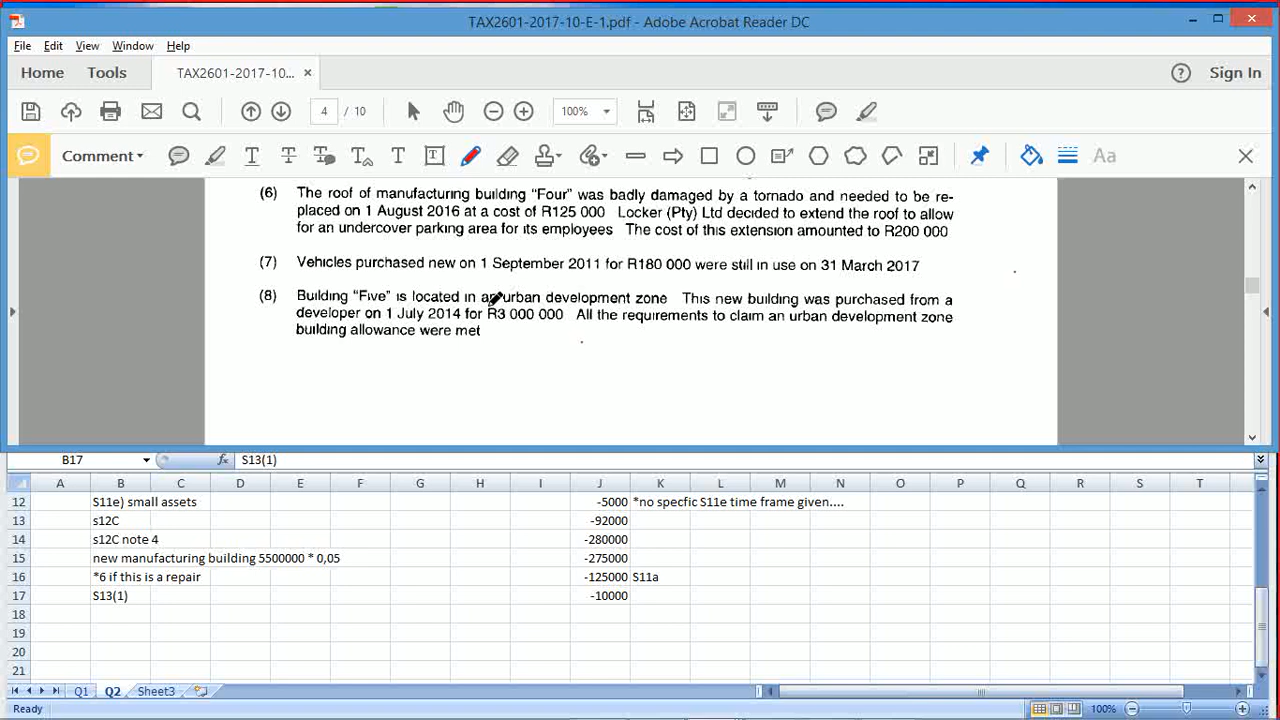 TAX2601-2017-10-E-1.pdf - Adobe Acrobat Reader DC
File Edit View Window Help
Home Tools TAX2601-2017-10... × Sign In
4 / 10 100%
Comment Aa
(6) The roof of manufacturing building “Four” was badly damaged by a tornado and needed to be re-
placed on 1 August 2016 at a cost of R125 000 Locker (Pty) Ltd decided to extend the roof to allow
for an undercover parking area for its employees The cost of this extension amounted to R200 000
(7) Vehicles purchased new on 1 September 2011 for R180 000 were still in use on 31 March 2017
(8) Building “Five” is located in an urban development zone This new building was purchased from a
developer on 1 July 2014 for R3 000 000 All the requirements to claim an urban development zone
building allowance were met
B17 fx S13(1)
A B C D E F G H I J K L M N O P Q R S T
12 S11e) small assets -5000 *no specfic S11e time frame given....
13 s12C -92000
14 s12C note 4 -280000
15 new manufacturing building 5500000 * 0,05 -275000
16 *6 if this is a repair -125000 S11a
17 S13(1) -10000
18
19
20
21
Q1 Q2 Sheet3
Ready 100%